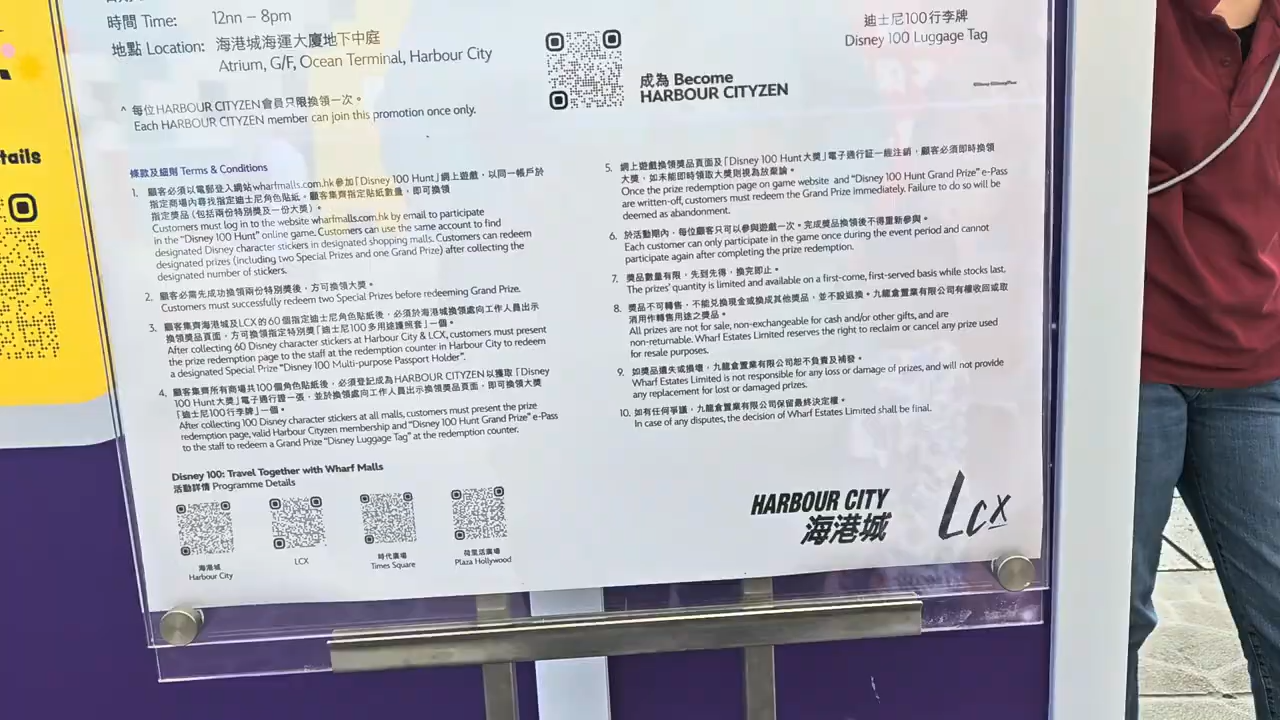 時間 Time: 12nn – 8pm
地點 Location: 海港城海運大廈地下中庭
Atrium, G/F, Ocean Terminal, Harbour City
^ 每位HARBOUR CITYZEN會員只限換領一次。
Each HARBOUR CITYZEN member can join this promotion once only.
成為 Become
HARBOUR CITYZEN
迪士尼100行李牌
Disney 100 Luggage Tag
tails
條款及細則 Terms & Conditions
1. 顧客必須以電郵登入網站wharfmalls.com.hk參加「Disney 100 Hunt」網上遊戲，以同一帳戶於
指定商場內尋找指定迪士尼角色貼紙。顧客集齊指定貼紙數量，即可換領
指定獎品（包括兩份特別獎及一份大獎）。
Customers must log in to the website wharfmalls.com.hk by email to participate
in the "Disney 100 Hunt" online game. Customers can use the same account to find
designated Disney character stickers in designated shopping malls. Customers can redeem
designated prizes (including two Special Prizes and one Grand Prize) after collecting the
designated number of stickers.
2. 顧客必需先成功換領兩份特別獎後，方可換領大獎。
Customers must successfully redeem two Special Prizes before redeeming Grand Prize.
3. 顧客集齊海港城及LCX的60個指定迪士尼角色貼紙後，必須於海港城換領處向工作人員出示
換領獎品頁面，方可換領指定特別獎「迪士尼100多用途護照套」一個。
After collecting 60 Disney character stickers at Harbour City & LCX, customers must present
the prize redemption page to the staff at the redemption counter in Harbour City to redeem
a designated Special Prize "Disney 100 Multi-purpose Passport Holder".
4. 顧客集齊所有商場共100個角色貼紙後，必須登記成為HARBOUR CITYZEN以獲取「Disney
100 Hunt大獎」電子通行證一張，並於換領處向工作人員出示換領獎品頁面，即可換領大獎
「迪士尼100行李牌」一個。
After collecting 100 Disney character stickers at all malls, customers must present the prize
redemption page, valid Harbour Cityzen membership and "Disney 100 Hunt Grand Prize" e-Pass
to the staff to redeem a Grand Prize "Disney Luggage Tag" at the redemption counter.
5. 網上遊戲換領獎品頁面及「Disney 100 Hunt大獎」電子通行証一經注銷，顧客必須即時換領
大獎，如未能即時領取大獎則視為放棄論。
Once the prize redemption page on game website and "Disney 100 Hunt Grand Prize" e-Pass
are written-off, customers must redeem the Grand Prize immediately. Failure to do so will be
deemed as abandonment.
6. 於活動期內，每位顧客只可以參與遊戲一次。完成獎品換領後不得重新參與。
Each customer can only participate in the game once during the event period and cannot
participate again after completing the prize redemption.
7. 獎品數量有限，先到先得，換完即止。
The prizes' quantity is limited and available on a first-come, first-served basis while stocks last.
8. 獎品不可轉售，不能兌換現金或換成其他獎品，並不設退換。九龍倉置業有限公司有權收回或取
消用作轉售用途之獎品。
All prizes are not for sale, non-exchangeable for cash and/or other gifts, and are
non-returnable. Wharf Estates Limited reserves the right to reclaim or cancel any prize used
for resale purposes.
9. 如獎品遺失或損壞，九龍倉置業有限公司恕不負責及補發。
Wharf Estates Limited is not responsible for any loss or damage of prizes, and will not provide
any replacement for lost or damaged prizes.
10. 如有任何爭議，九龍倉置業有限公司保留最終決定權。
In case of any disputes, the decision of Wharf Estates Limited shall be final.
Disney 100: Travel Together with Wharf Malls
活動詳情 Programme Details
海港城
Harbour City
LCX
時代廣場
Times Square
荷里活廣場
Plaza Hollywood
HARBOUR CITY
海港城
LCX